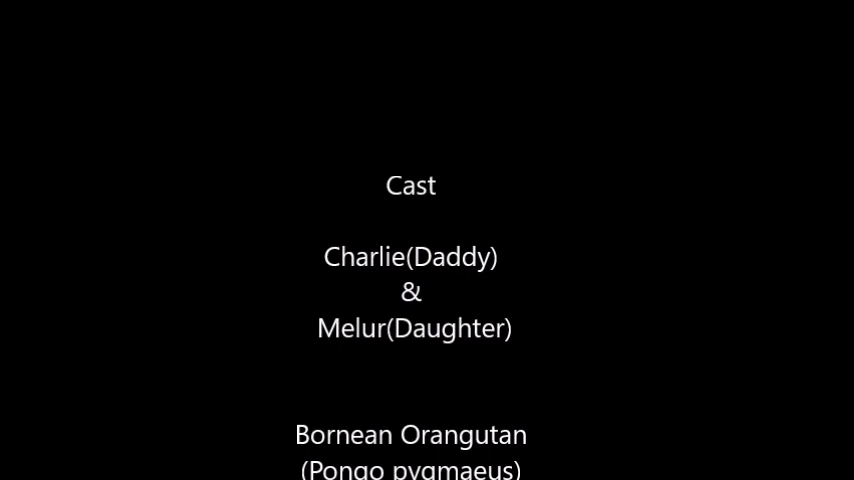 Cast
Charlie(Daddy)
&
Melur(Daughter)
Bornean Orangutan
(Pongo pygmaeus)